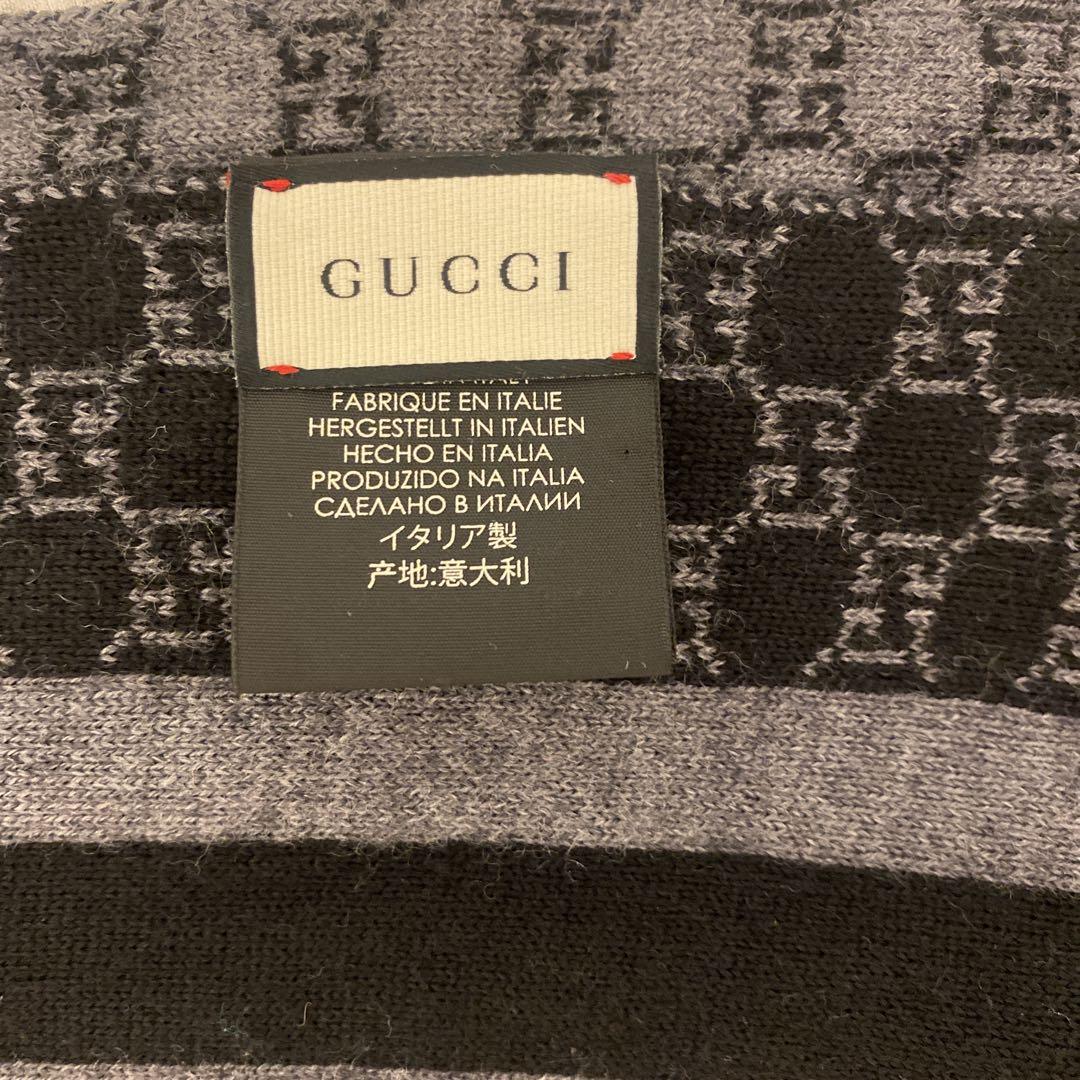 GUCCI
FABRIQUE EN ITALIE
HERGESTELLT IN ITALIEN
HECHO EN ITALIA
PRODUZIDO NA ITALIA
СДЕЛАНО В ИТАЛИИ
イタリア製
产地:意大利